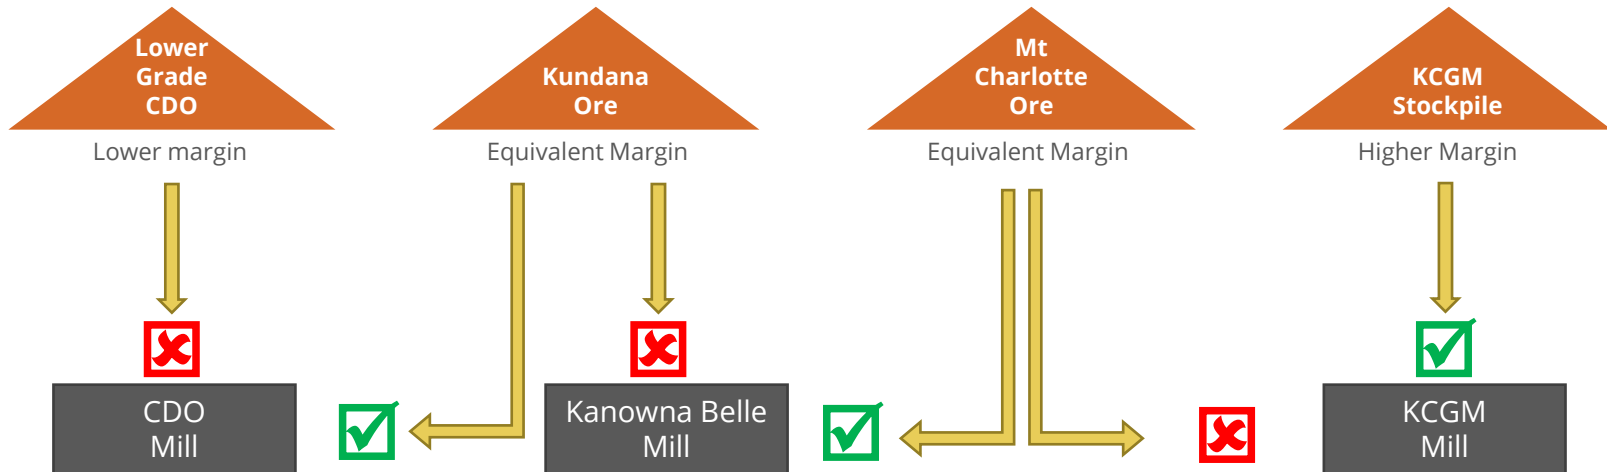 Lower
Grade
CDO
Lower margin
Kundana
Ore
Equivalent Margin
Mt
Charlotte
Ore
Equivalent Margin
KCGM
Stockpile
Higher Margin
CDO
Mill
Kanowna Belle
Mill
KCGM
Mill